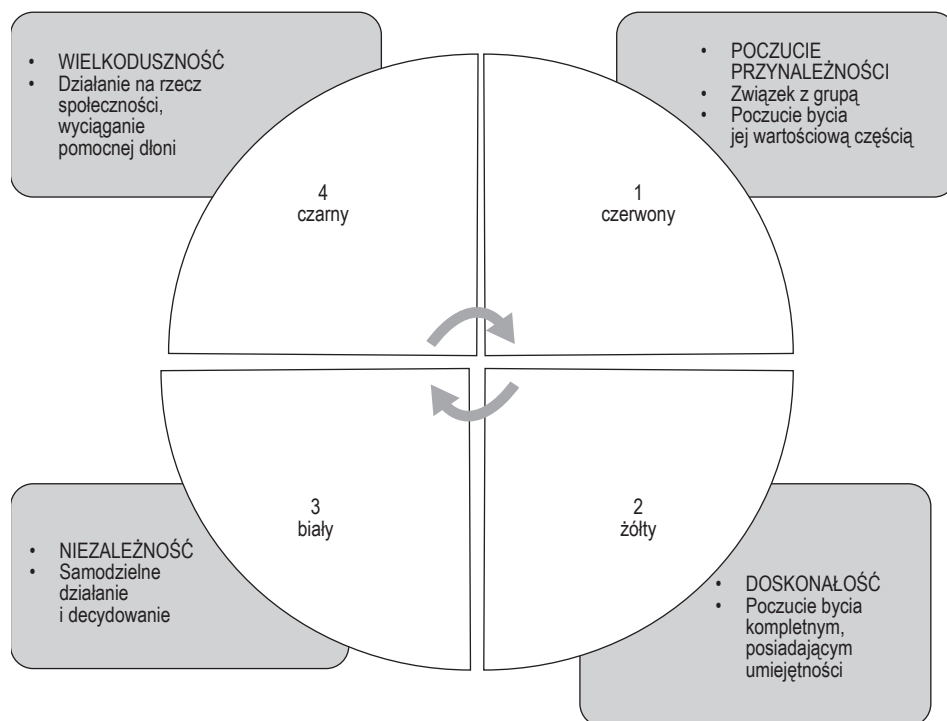 • WIELKODUSZNOŚĆ
• Działanie na rzecz
społeczności,
wyciąganie
pomocnej dłoni
• POCZUCIE
PRZYNALEŻNOŚCI
• Związek z grupą
• Poczucie bycia
jej wartościową częścią
4
czarny
1
czerwony
3
biały
2
żółty
• NIEZALEŻNOŚĆ
• Samodzielne
działanie
i decydowanie
• DOSKONAŁOŚĆ
• Poczucie bycia
kompletnym,
posiadającym
umiejętności